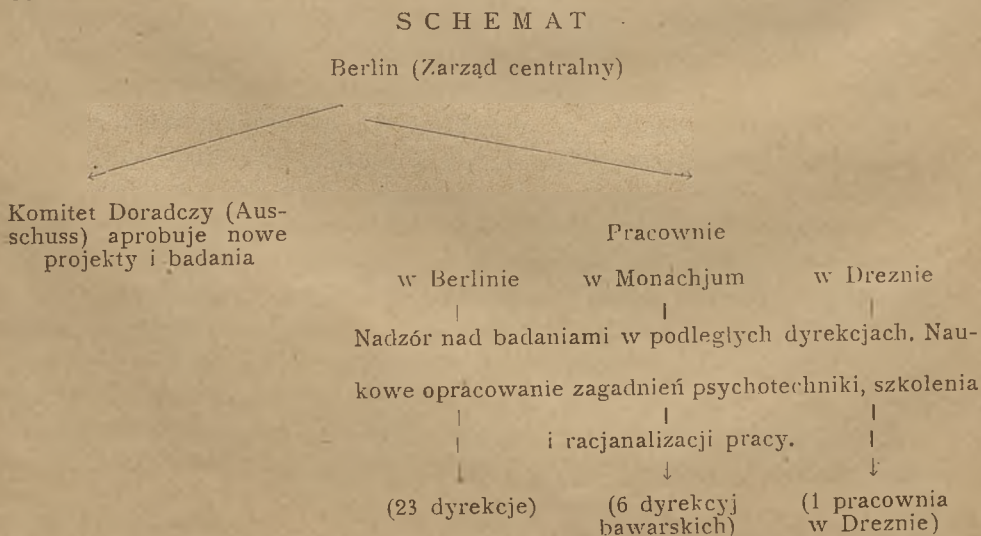 SCHEMAT
Berlin (Zarząd centralny)
Komitet Doradczy (Aus-
schuss) aprobuje nowe
projekty i badania
Pracownie
w Berlinie w Monachjum w Dreznie
Nadzór nad badaniami w podległych dyrekcjach. Nau-
kowe opracowanie zagadnień psychotechniki, szkolenia
i racjanalizacji pracy.
(23 dyrekcje) (6 dyrekcyj (1 pracownia
bawarskich) w Dreznie)